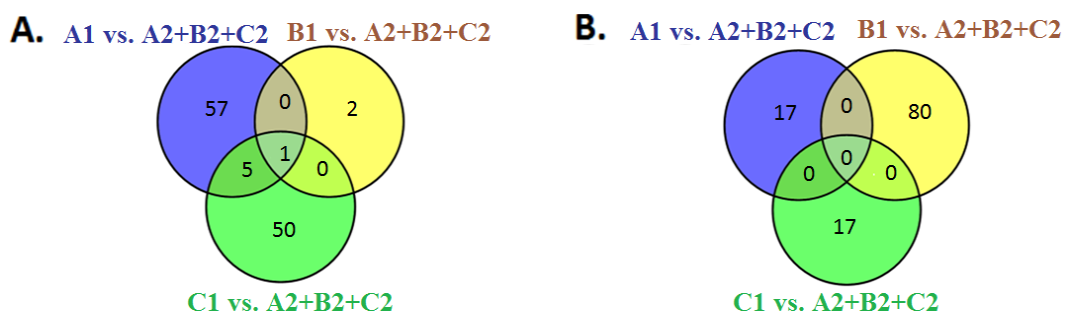 A. A1 vs. A2+B2+C2 B1 vs. A2+B2+C2
57 0 2
1
5 0
50
C1 vs. A2+B2+C2
B. A1 vs. A2+B2+C2 B1 vs. A2+B2+C2
17 0 80
0
0 0
17
C1 vs. A2+B2+C2